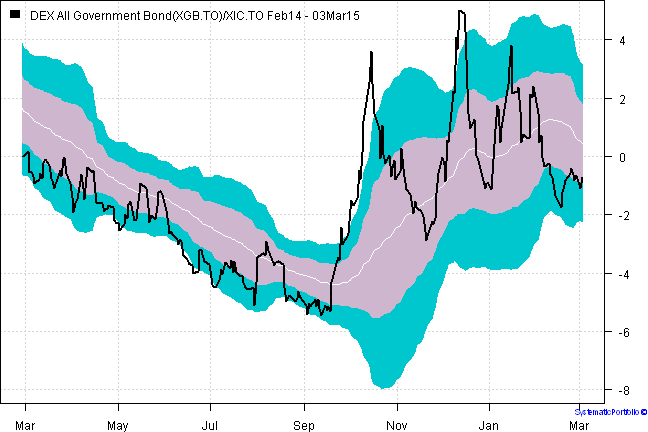 DEX All Government Bond(XGB.TO)/XIC.TO Feb14 - 03Mar15
4
2
0
-2
-4
-6
-8
SystematicPortfolio ©
Mar May Jul Sep Nov Jan Mar